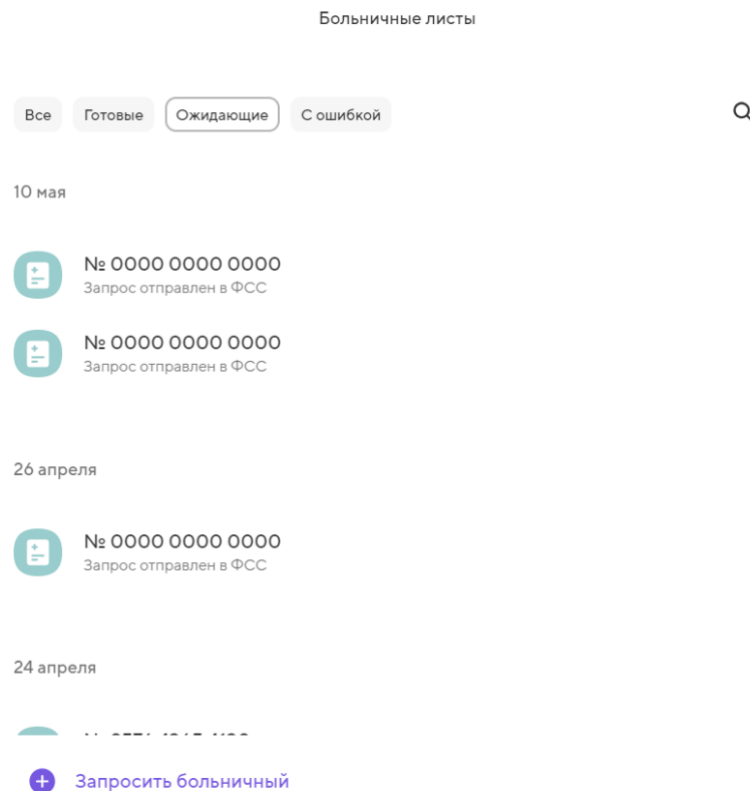 Больничные листы
Все
Готовые
Ожидающие
С ошибкой
10 мая
№ 0000 0000 0000
Запрос отправлен в ФСС
№ 0000 0000 0000
Запрос отправлен в ФСС
26 апреля
№ 0000 0000 0000
Запрос отправлен в ФСС
24 апреля
Запросить больничный